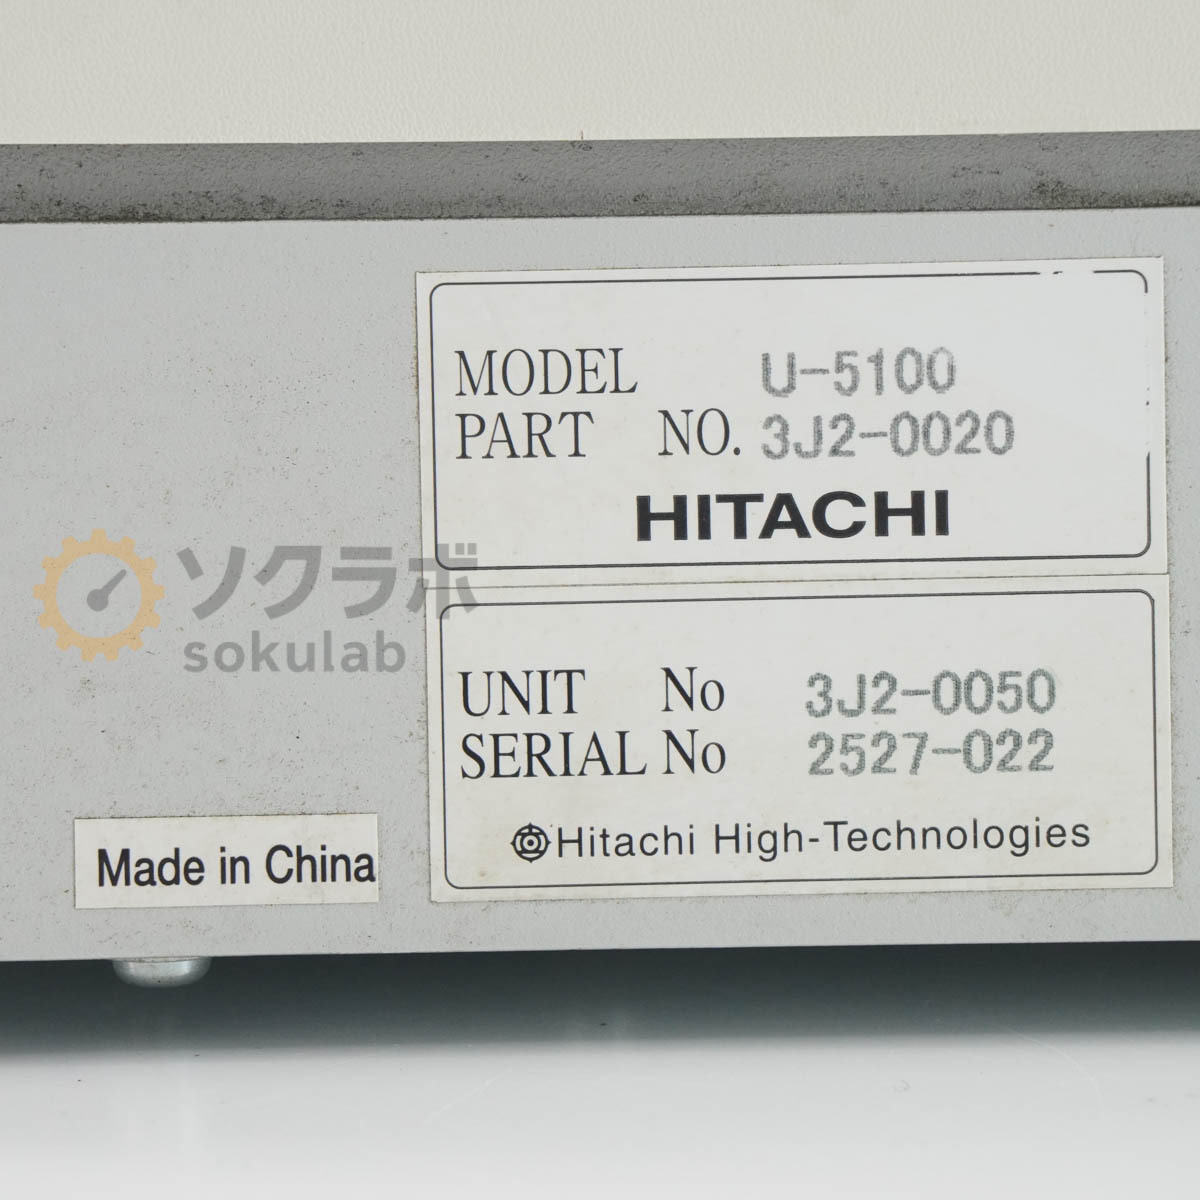 MODEL U-5100
PART NO. 3J2-0020
HITACHI
ソクラボ
sokulab
UNIT No 3J2-0050
SERIAL No 2527-022
Hitachi High-Technologies
Made in China